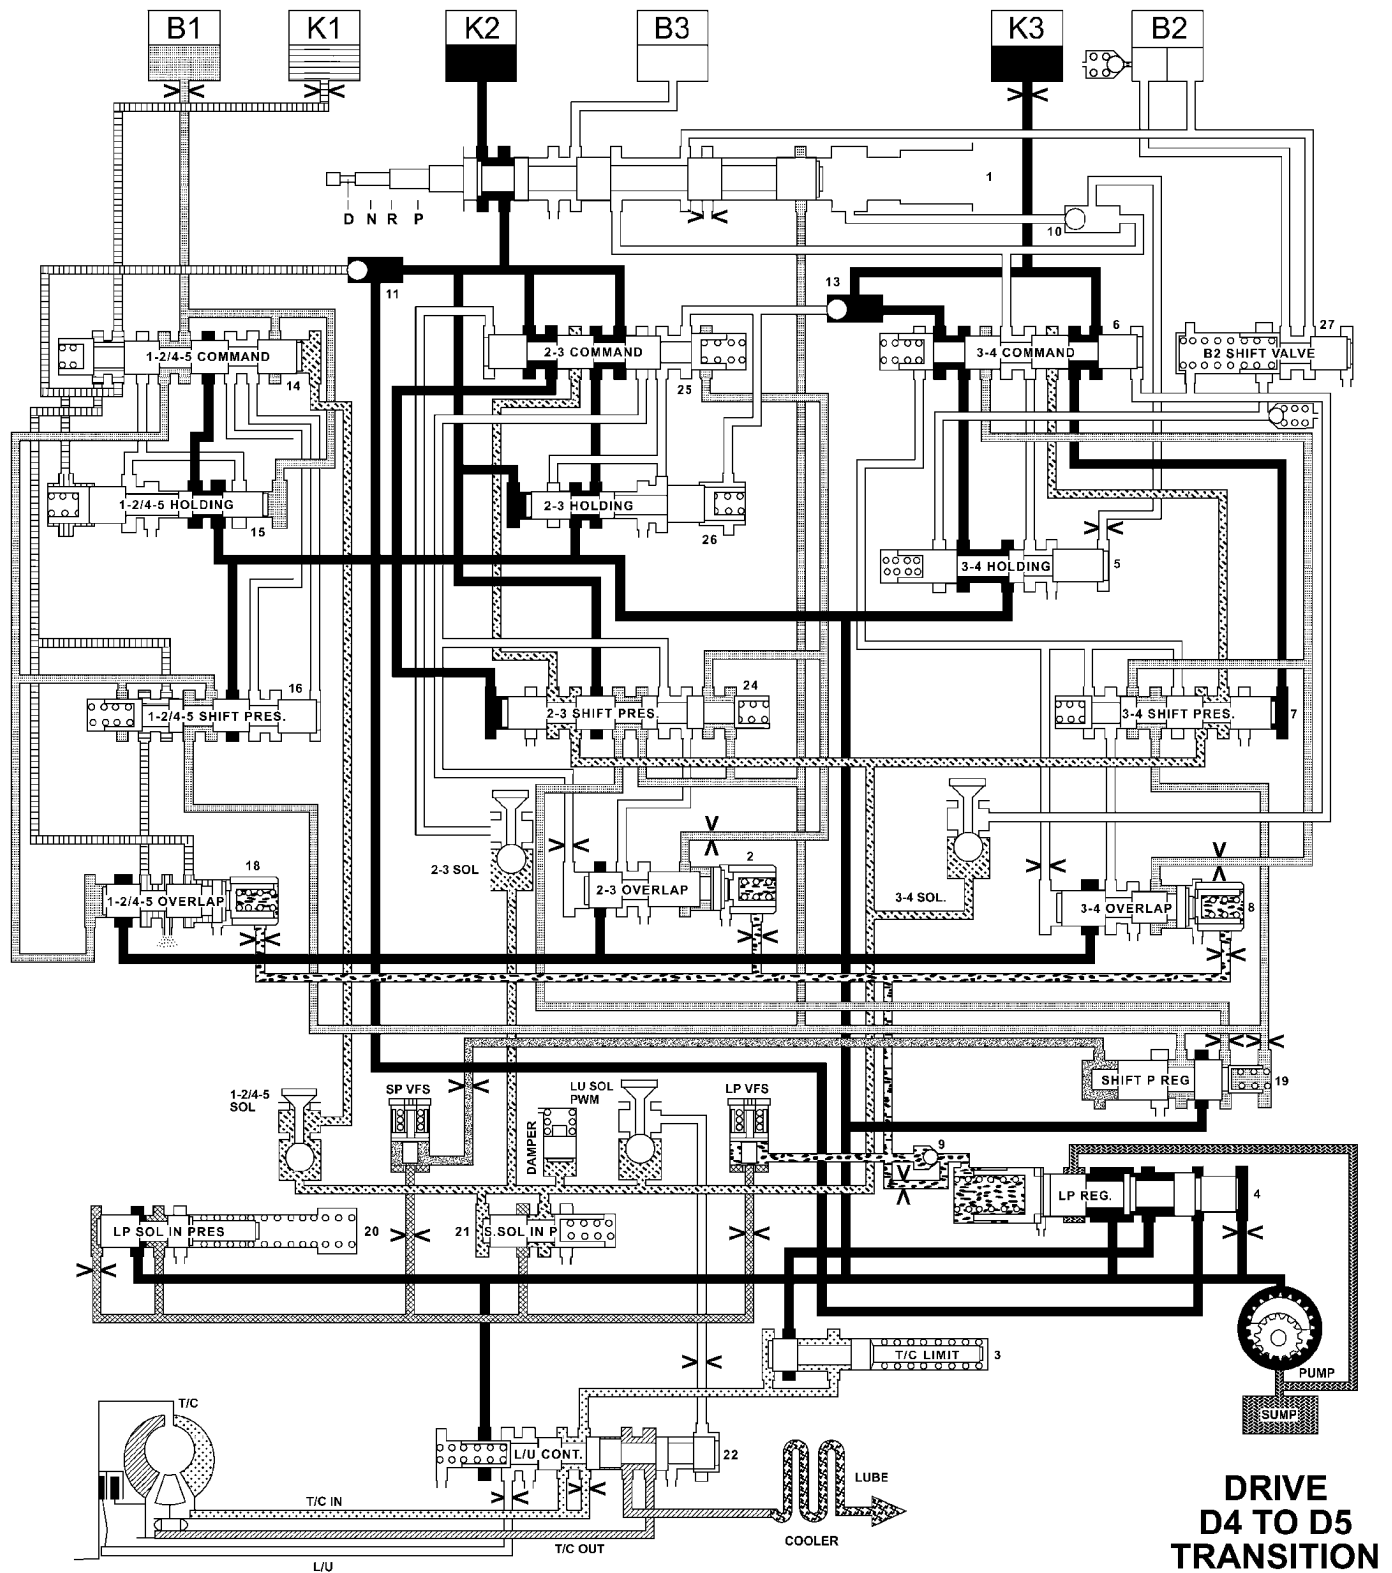 B1
K1
K2
B3
K3
B2
1
D N R P
10
11
13
6
27
1-2/4-5 COMMAND
2-3 COMMAND
3-4 COMMAND
B2 SHIFT VALVE
14
25
1-2/4-5 HOLDING
2-3 HOLDING
15
26
3-4 HOLDING
5
16
24
1-2/4-5 SHIFT PRES.
2-3 SHIFT PRES.
3-4 SHIFT PRES.
7
18
2-3 SOL
2
3-4 SOL.
1-2/4-5 OVERLAP
2-3 OVERLAP
3-4 OVERLAP
8
SHIFT P REG
19
1-2/4-5
SOL
SP VFS
LU SOL
PWM
LP VFS
DAMPER
9
LP REG.
4
LP SOL IN PRES
20
21
S.SOL IN P
T/C LIMIT
3
PUMP
SUMP
T/C
L/U CONT.
22
T/C IN
LUBE
COOLER
T/C OUT
L/U
DRIVE
D4 TO D5
TRANSITION